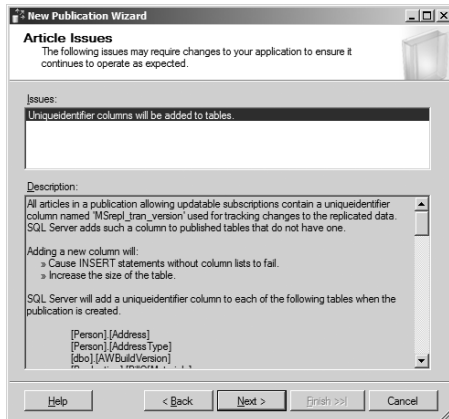 New Publication Wizard
Article Issues
The following issues may require changes to your application to ensure it
continues to operate as expected.
Issues:
Uniqueidentifier columns will be added to tables.
Description:
All articles in a publication allowing updatable subscriptions contain a uniqueidentifier
column named 'MSrepl_tran_version' used for tracking changes to the replicated data.
SQL Server adds such a column to published tables that do not have one.
Adding a new column will:
» Cause INSERT statements without column lists to fail.
» Increase the size of the table.
SQL Server will add a uniqueidentifier column to each of the following tables when the
publication is created.
[Person].[Address]
[Person].[AddressType]
[dbo].[AWBuildVersion]
Help
< Back
Next >
Finish >>|
Cancel